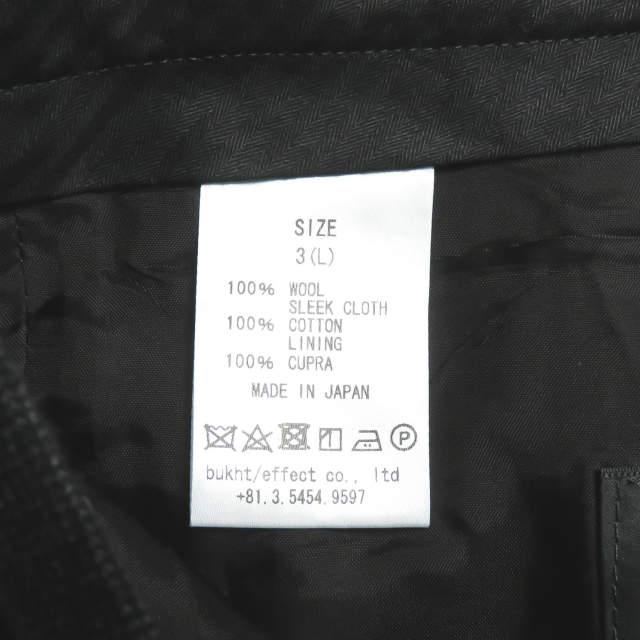 SIZE
3(L)
100% WOOL
SLEEK CLOTH
100% COTTON
LINING
100% CUPRA
MADE IN JAPAN
P
bukht/effect co., ltd
+81.3.5454.9597